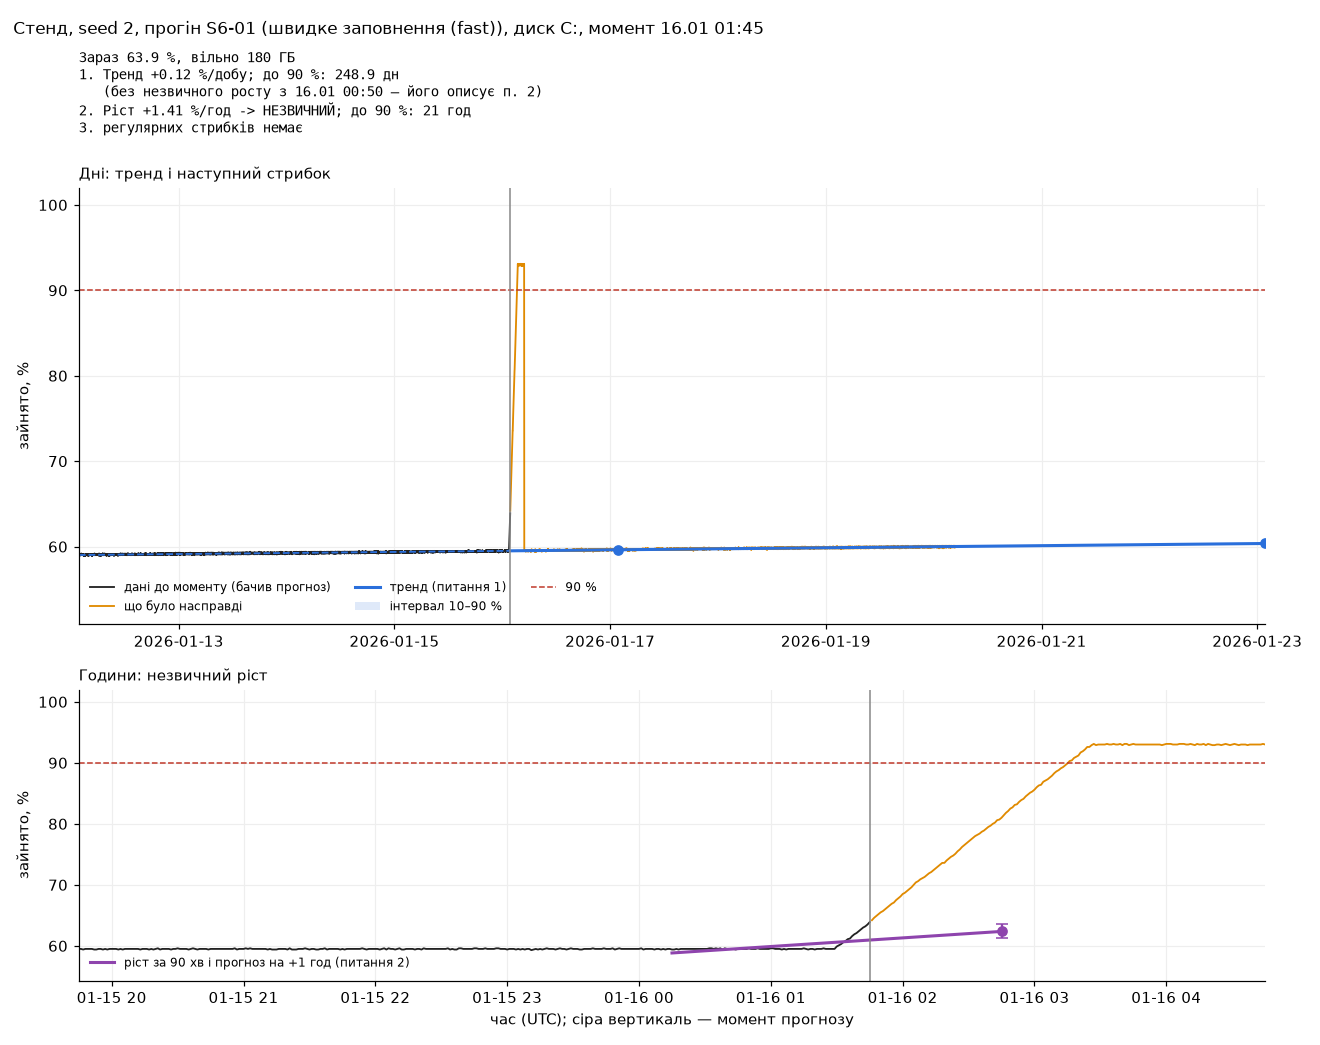 Стенд, seed 2, прогін S6-01 (швидке заповнення (fast)), диск C:, момент 16.01 01:45
Зараз 63.9 %, вільно 180 ГБ
1. Тренд +0.12 %/добу; до 90 %: 248.9 дн
(без незвичного росту з 16.01 00:50 — його описує п. 2)
2. Ріст +1.41 %/год -> НЕЗВИЧНИЙ; до 90 %: 21 год
3. регулярних стрибків немає
Дні: тренд і наступний стрибок
100
90
80
70
60
зайнято, %
дані до моменту (бачив прогноз)
що було насправді
тренд (питання 1)
інтервал 10–90 %
90 %
2026-01-13
2026-01-15
2026-01-17
2026-01-19
2026-01-21
2026-01-23
Години: незвичний ріст
100
90
80
70
60
зайнято, %
ріст за 90 хв і прогноз на +1 год (питання 2)
01-15 20
01-15 21
01-15 22
01-15 23
01-16 00
01-16 01
01-16 02
01-16 03
01-16 04
час (UTC); сіра вертикаль — момент прогнозу